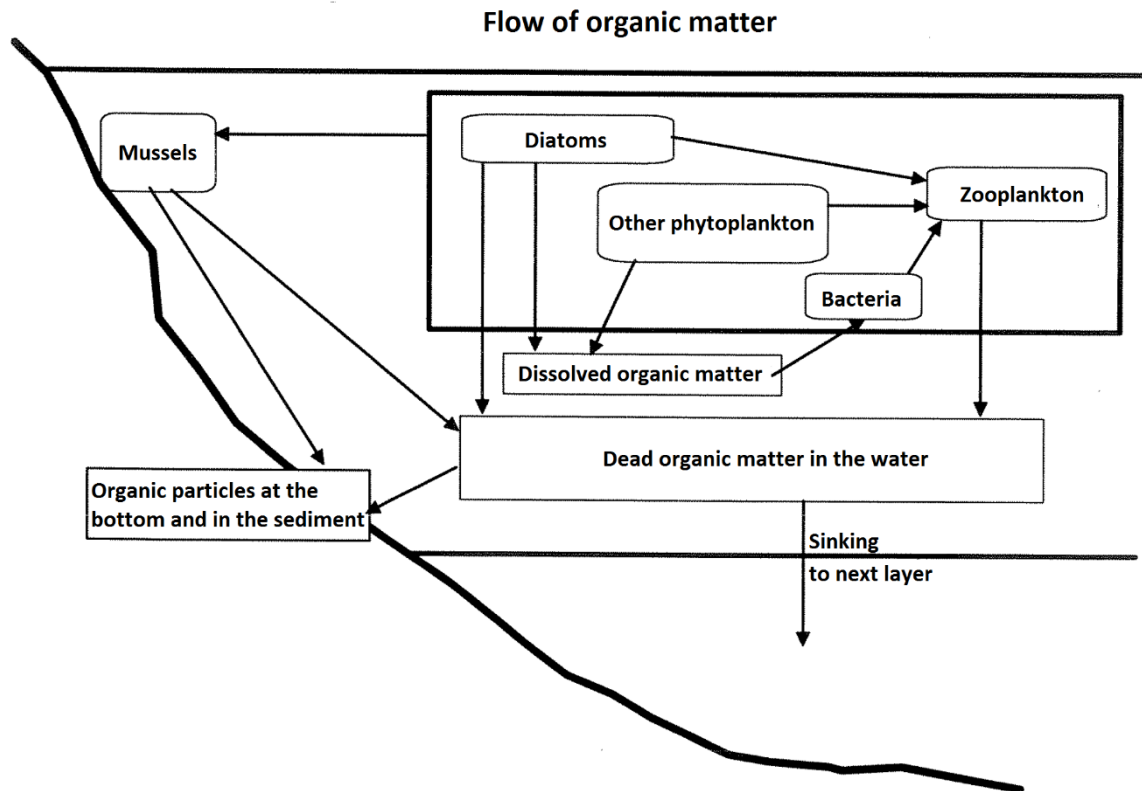 Flow of organic matter
Mussels
Diatoms
Zooplankton
Other phytoplankton
Bacteria
Dissolved organic matter
Dead organic matter in the water
Organic particles at the
bottom and in the sediment
Sinking
to next layer